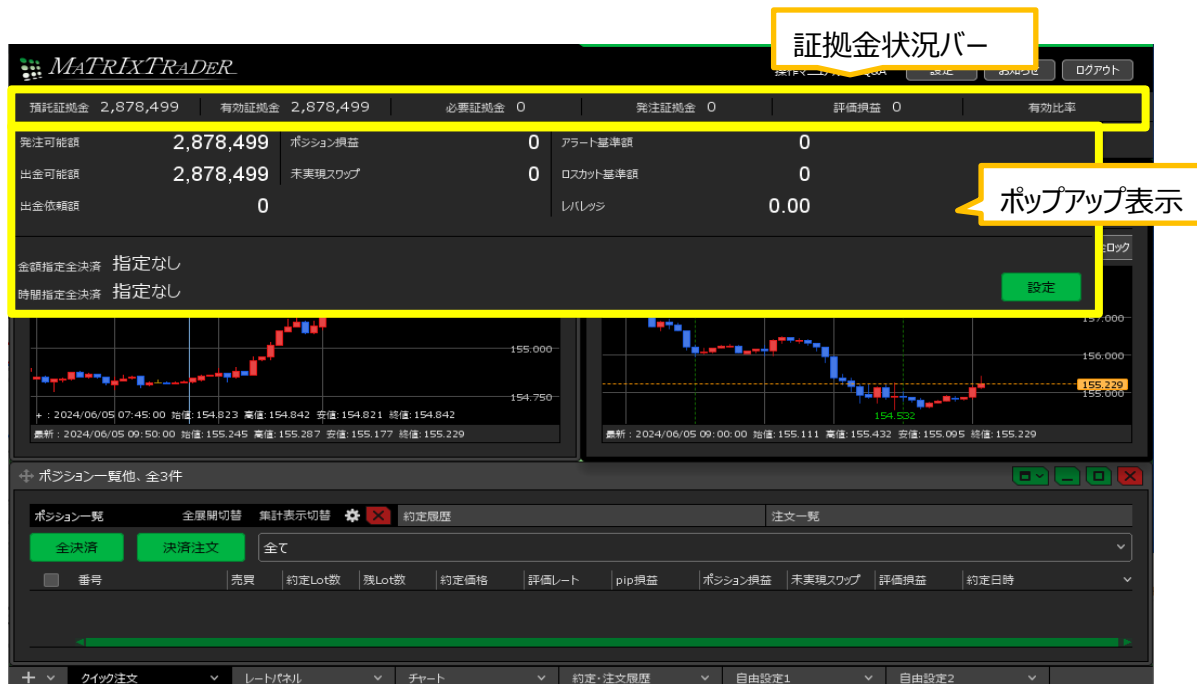 証拠金状況バー
MATRIXTRADER
お知らせ ログアウト
預託証拠金 2,878,499 有効証拠金 2,878,499 必要証拠金 0 発注証拠金 0 評価損益 0 有効比率
発注可能額 2,878,499 ポジション損益 0 アラート基準額 0
出金可能額 2,878,499 未実現スワップ 0 ロスカット基準額 0
出金依頼額 0 レバレッジ 0.00
ポップアップ表示
ロック
金額指定全決済 指定なし
時間指定全決済 指定なし
設定
157.000
155.000 156.000
155.229
155.000
154.750
154.532
+ : 2024/06/05 07:45:00 始値:154.823 高値:154.842 安値:154.821 終値:154.842
最新 : 2024/06/05 09:50:00 始値:155.245 高値:155.287 安値:155.177 終値:155.229
最新 : 2024/06/05 09:00:00 始値:155.111 高値:155.432 安値:155.095 終値:155.229
ポジション一覧他、全3件
ポジション一覧 全展開切替 集計表示切替 約定履歴 注文一覧
全決済 決済注文 全て
番号 売買 約定Lot数 残Lot数 約定価格 評価レート pip損益 ポジション損益 未実現スワップ 評価損益 約定日時
クイック注文 レートパネル チャート 約定・注文履歴 自由設定1 自由設定2